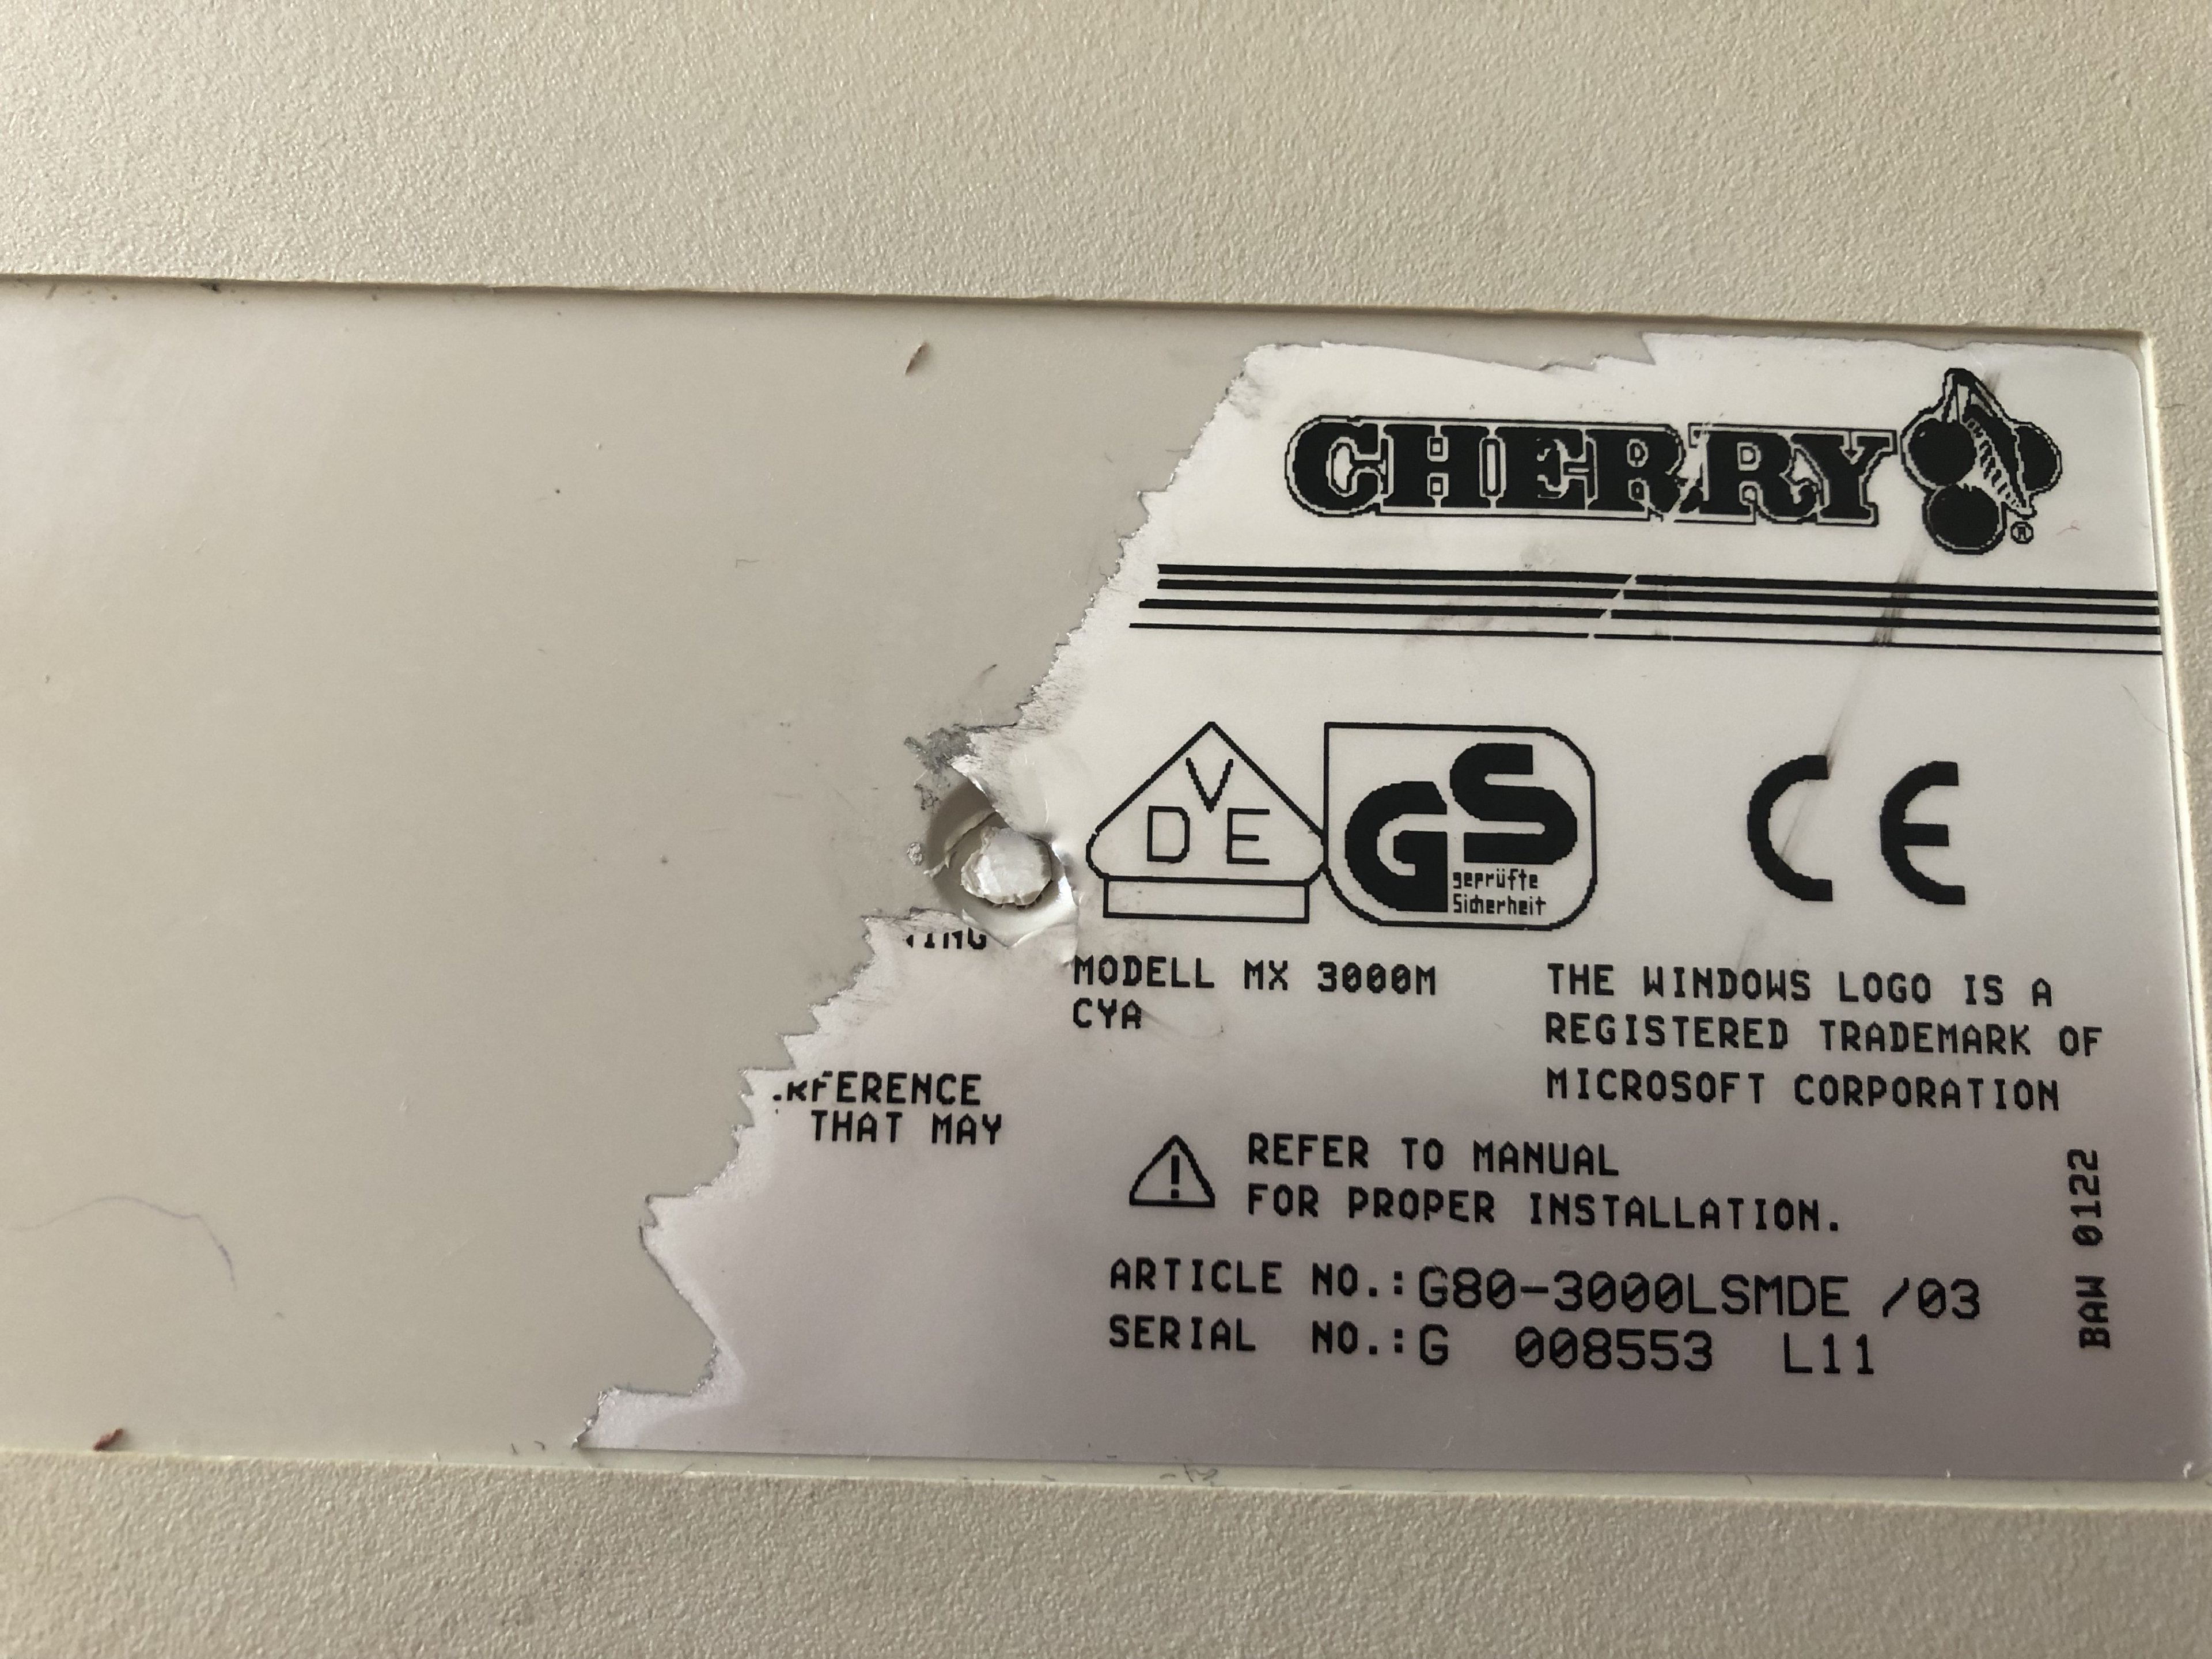 CHERRY
®
VDE
GS
geprüfte
Sicherheit
CE
MODELL MX 3000M
CYA
THE WINDOWS LOGO IS A
REGISTERED TRADEMARK OF
MICROSOFT CORPORATION
THAT MAY
REFER TO MANUAL
FOR PROPER INSTALLATION.
ARTICLE NO.:G80-3000LSMDE /03
SERIAL NO.:G 008553 L11
BAW 0122